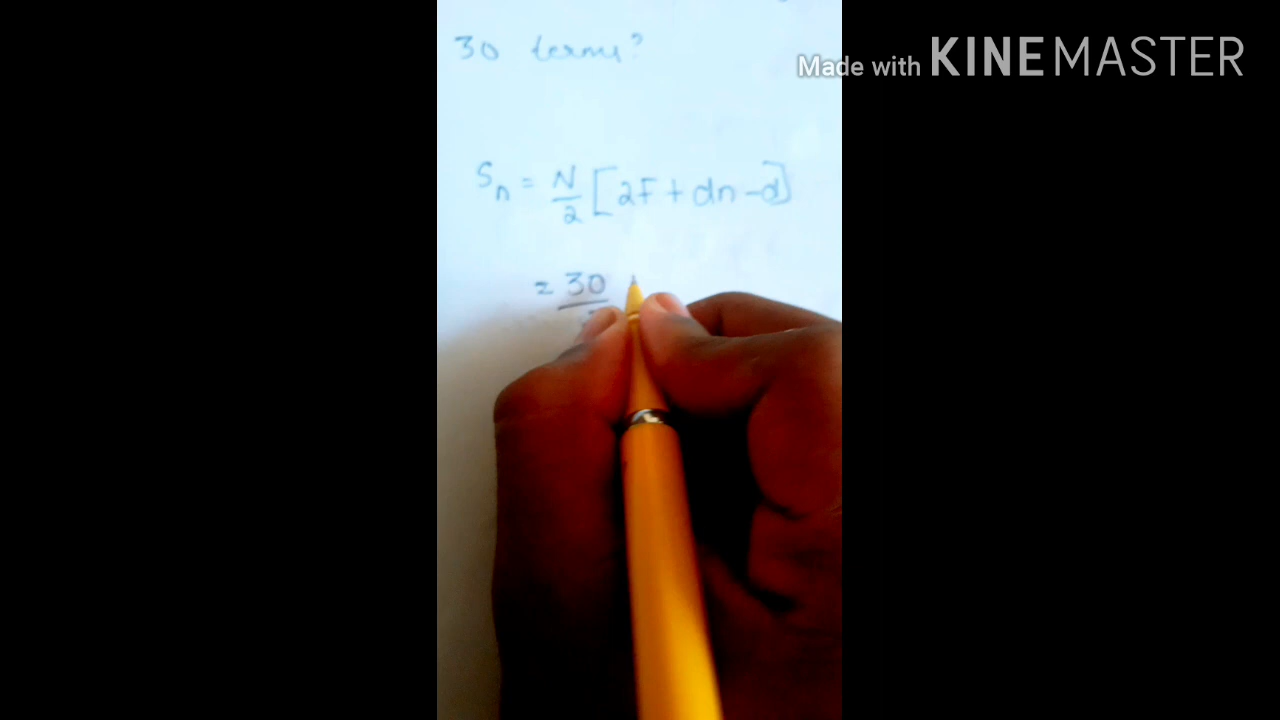 30 terms?
Made with KINEMASTER
Sn = N/2 [2F + dn - d]
= 30